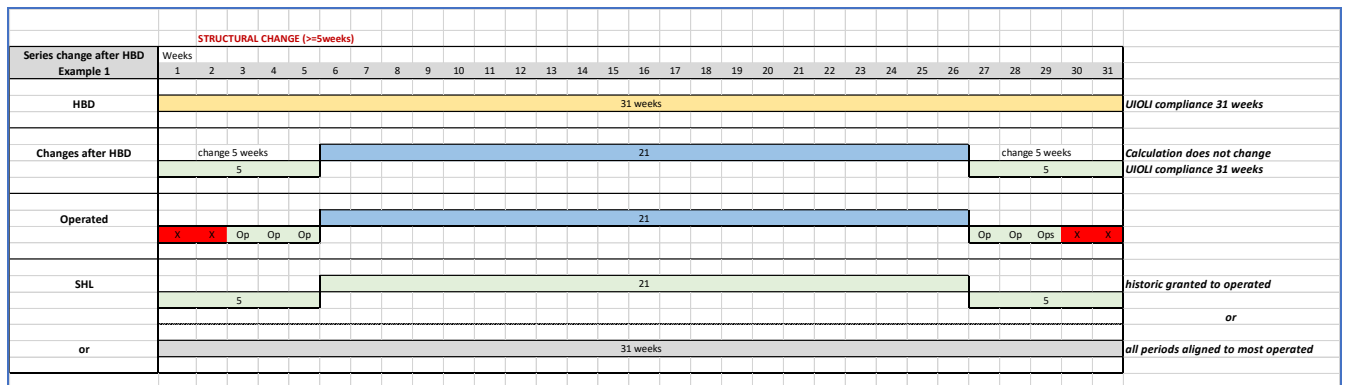 STRUCTURAL CHANGE (>=5weeks)
Series change after HBD Weeks
Example 1 1 2 3 4 5 6 7 8 9 10 11 12 13 14 15 16 17 18 19 20 21 22 23 24 25 26 27 28 29 30 31
HBD 31 weeks UIOLI compliance 31 weeks
Changes after HBD change 5 weeks 21 change 5 weeks Calculation does not change
5 5 UIOLI compliance 31 weeks
Operated 21
X X Op Op Op Op Op Ops X X
SHL 21 historic granted to operated
5 5
or
or 31 weeks all periods aligned to most operated